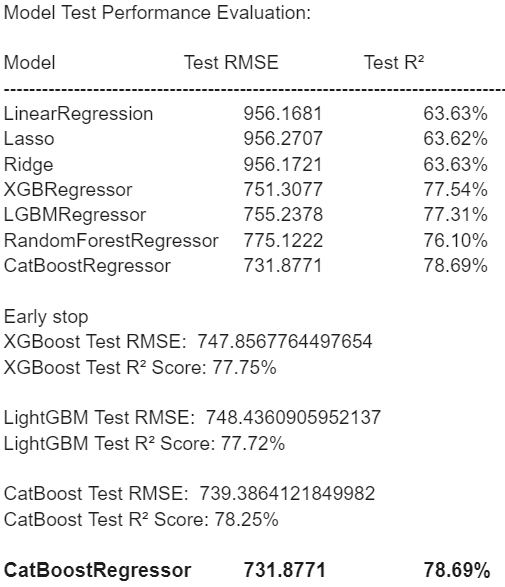 Model Test Performance Evaluation:
Model Test RMSE Test R²
--------------------------------------------------------------------------------
LinearRegression 956.1681 63.63%
Lasso 956.2707 63.62%
Ridge 956.1721 63.63%
XGBRegressor 751.3077 77.54%
LGBMRegressor 755.2378 77.31%
RandomForestRegressor 775.1222 76.10%
CatBoostRegressor 731.8771 78.69%
Early stop
XGBoost Test RMSE: 747.8567764497654
XGBoost Test R² Score: 77.75%
LightGBM Test RMSE: 748.4360905952137
LightGBM Test R² Score: 77.72%
CatBoost Test RMSE: 739.3864121849982
CatBoost Test R² Score: 78.25%
CatBoostRegressor 731.8771 78.69%